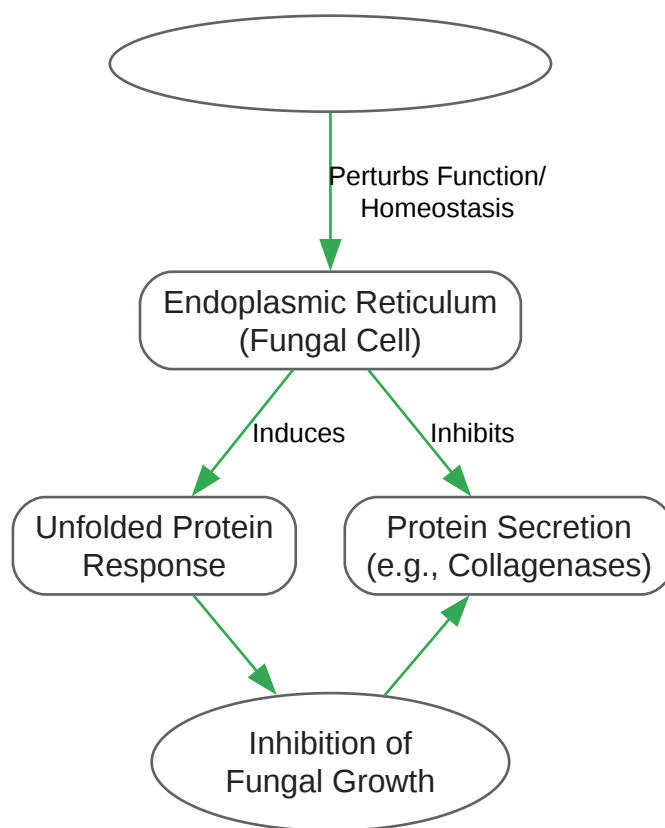 Perturbs Function/
Homeostasis
Endoplasmic Reticulum
(Fungal Cell)
Induces
Inhibits
Unfolded Protein
Response
Protein Secretion
(e.g., Collagenases)
Inhibition of
Fungal Growth